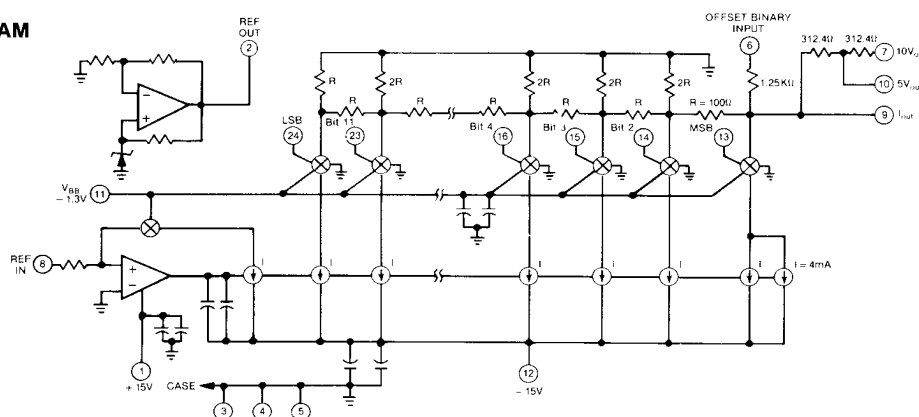 AM
REF
OUT
2
OFFSET BINARY
INPUT
6
312.4Ω 312.4Ω
7
10
5V
9
1.25KΩ
R 2R 2R 2R 2R
R R R R R R = 100Ω
LSB Bit 11 Bit 4 Bit 3 Bit 2 MSB
24 23 16 15 14 13
VBB
11
- 1.3V
REF
IN
8
I I I I i I i i = 4mA
1
+ 15V
CASE
3 4 5
12
- 15V